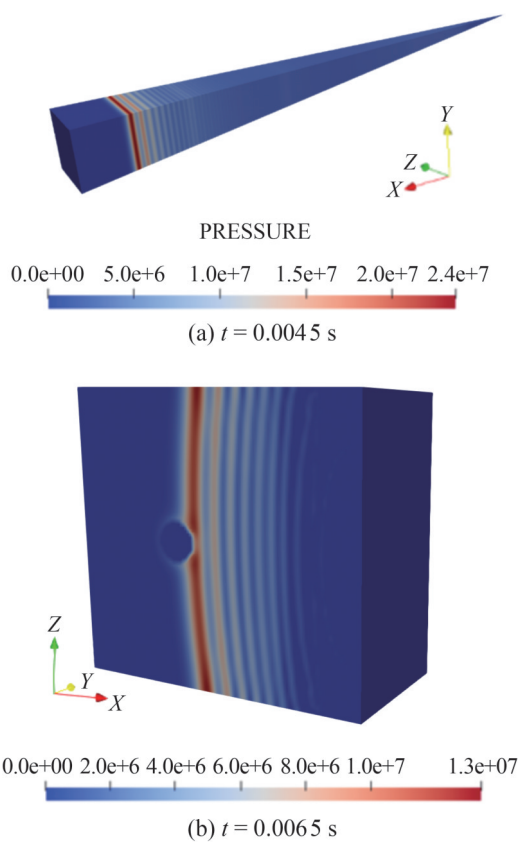 Y
Z
X
PRESSURE
0.0e+00 5.0e+6 1.0e+7 1.5e+7 2.0e+7 2.4e+7
(a) t = 0.0045 s
Z
Y
X
0.0e+00 2.0e+6 4.0e+6 6.0e+6 8.0e+6 1.0e+7 1.3e+07
(b) t = 0.0065 s